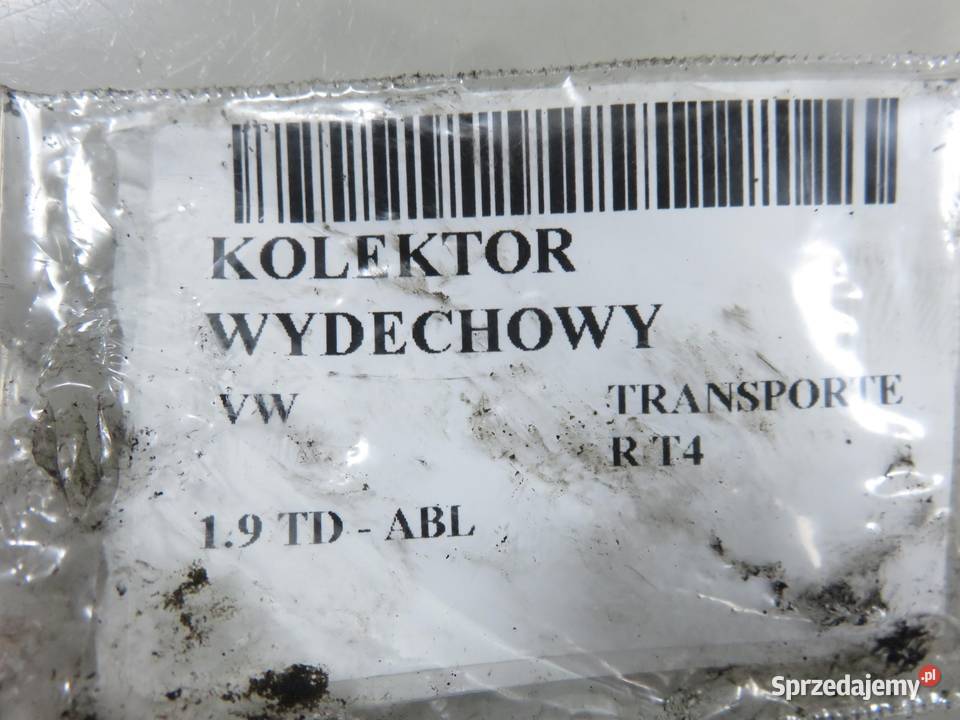 KOLEKTOR
WYDECHOWY
VW TRANSPORTE
R T4
1.9 TD - ABL
Sprzedajemy.pl